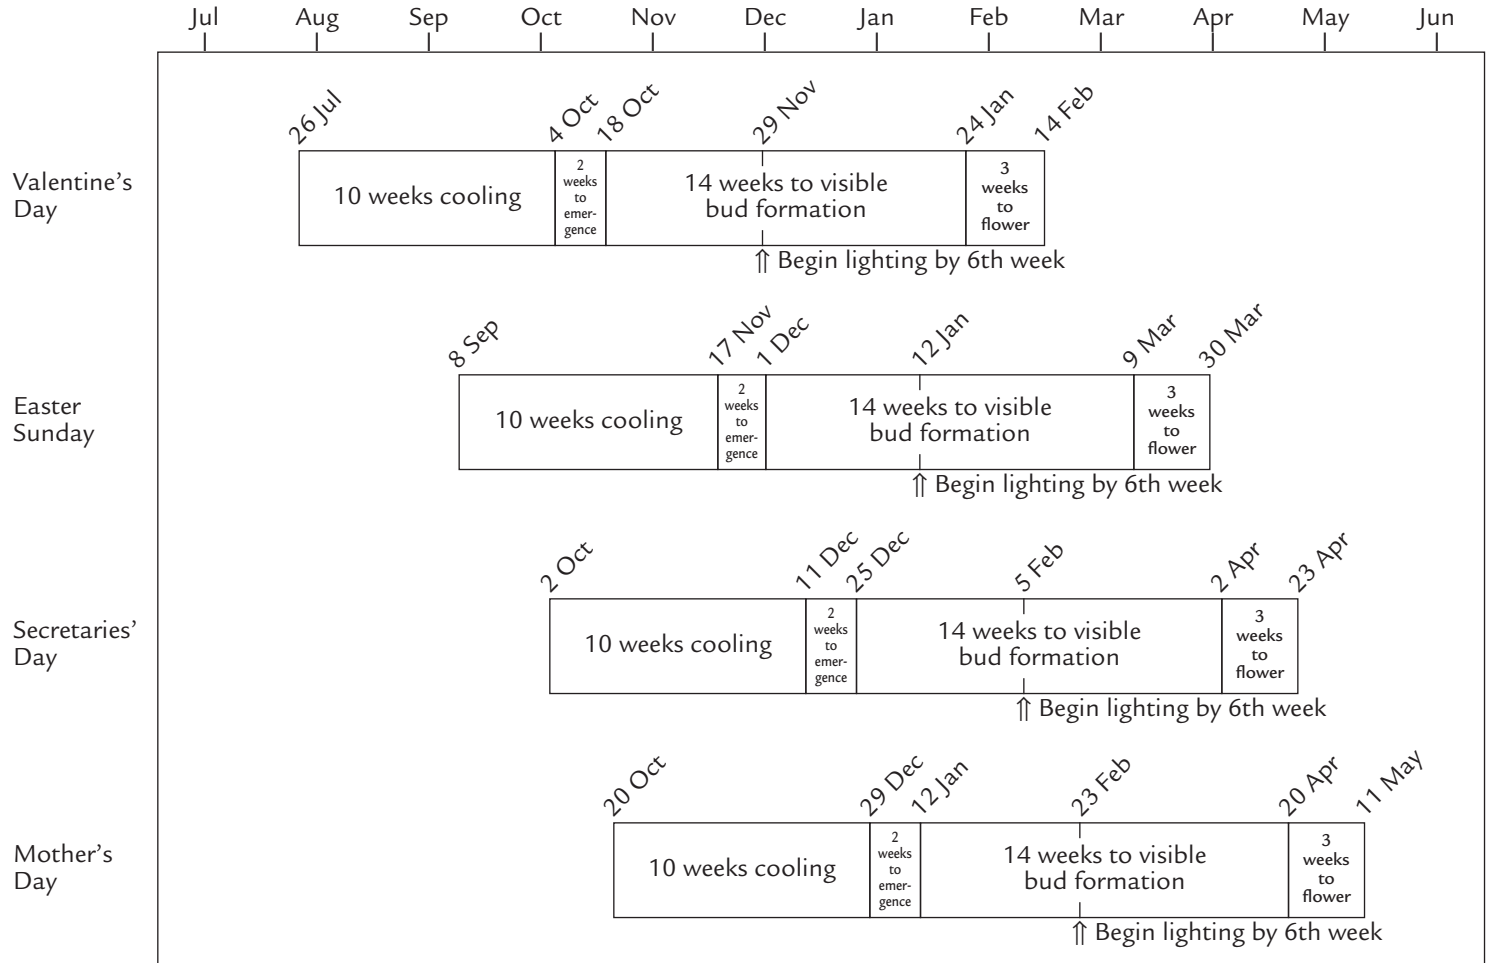 Jul Aug Sep Oct Nov Dec Jan Feb Mar Apr May Jun
26 Jul 4 Oct 18 Oct 29 Nov 24 Jan 14 Feb
Valentine's
Day
10 weeks cooling
2
weeks
to
emer-
gence
14 weeks to visible
bud formation
3
weeks
to
flower
⇑ Begin lighting by 6th week
8 Sep 17 Nov 1 Dec 12 Jan 9 Mar 30 Mar
Easter
Sunday
10 weeks cooling
2
weeks
to
emer-
gence
14 weeks to visible
bud formation
3
weeks
to
flower
⇑ Begin lighting by 6th week
2 Oct 11 Dec 25 Dec 5 Feb 2 Apr 23 Apr
Secretaries'
Day
10 weeks cooling
2
weeks
to
emer-
gence
14 weeks to visible
bud formation
3
weeks
to
flower
⇑ Begin lighting by 6th week
20 Oct 29 Dec 12 Jan 23 Feb 20 Apr 11 May
Mother's
Day
10 weeks cooling
2
weeks
to
emer-
gence
14 weeks to visible
bud formation
3
weeks
to
flower
⇑ Begin lighting by 6th week